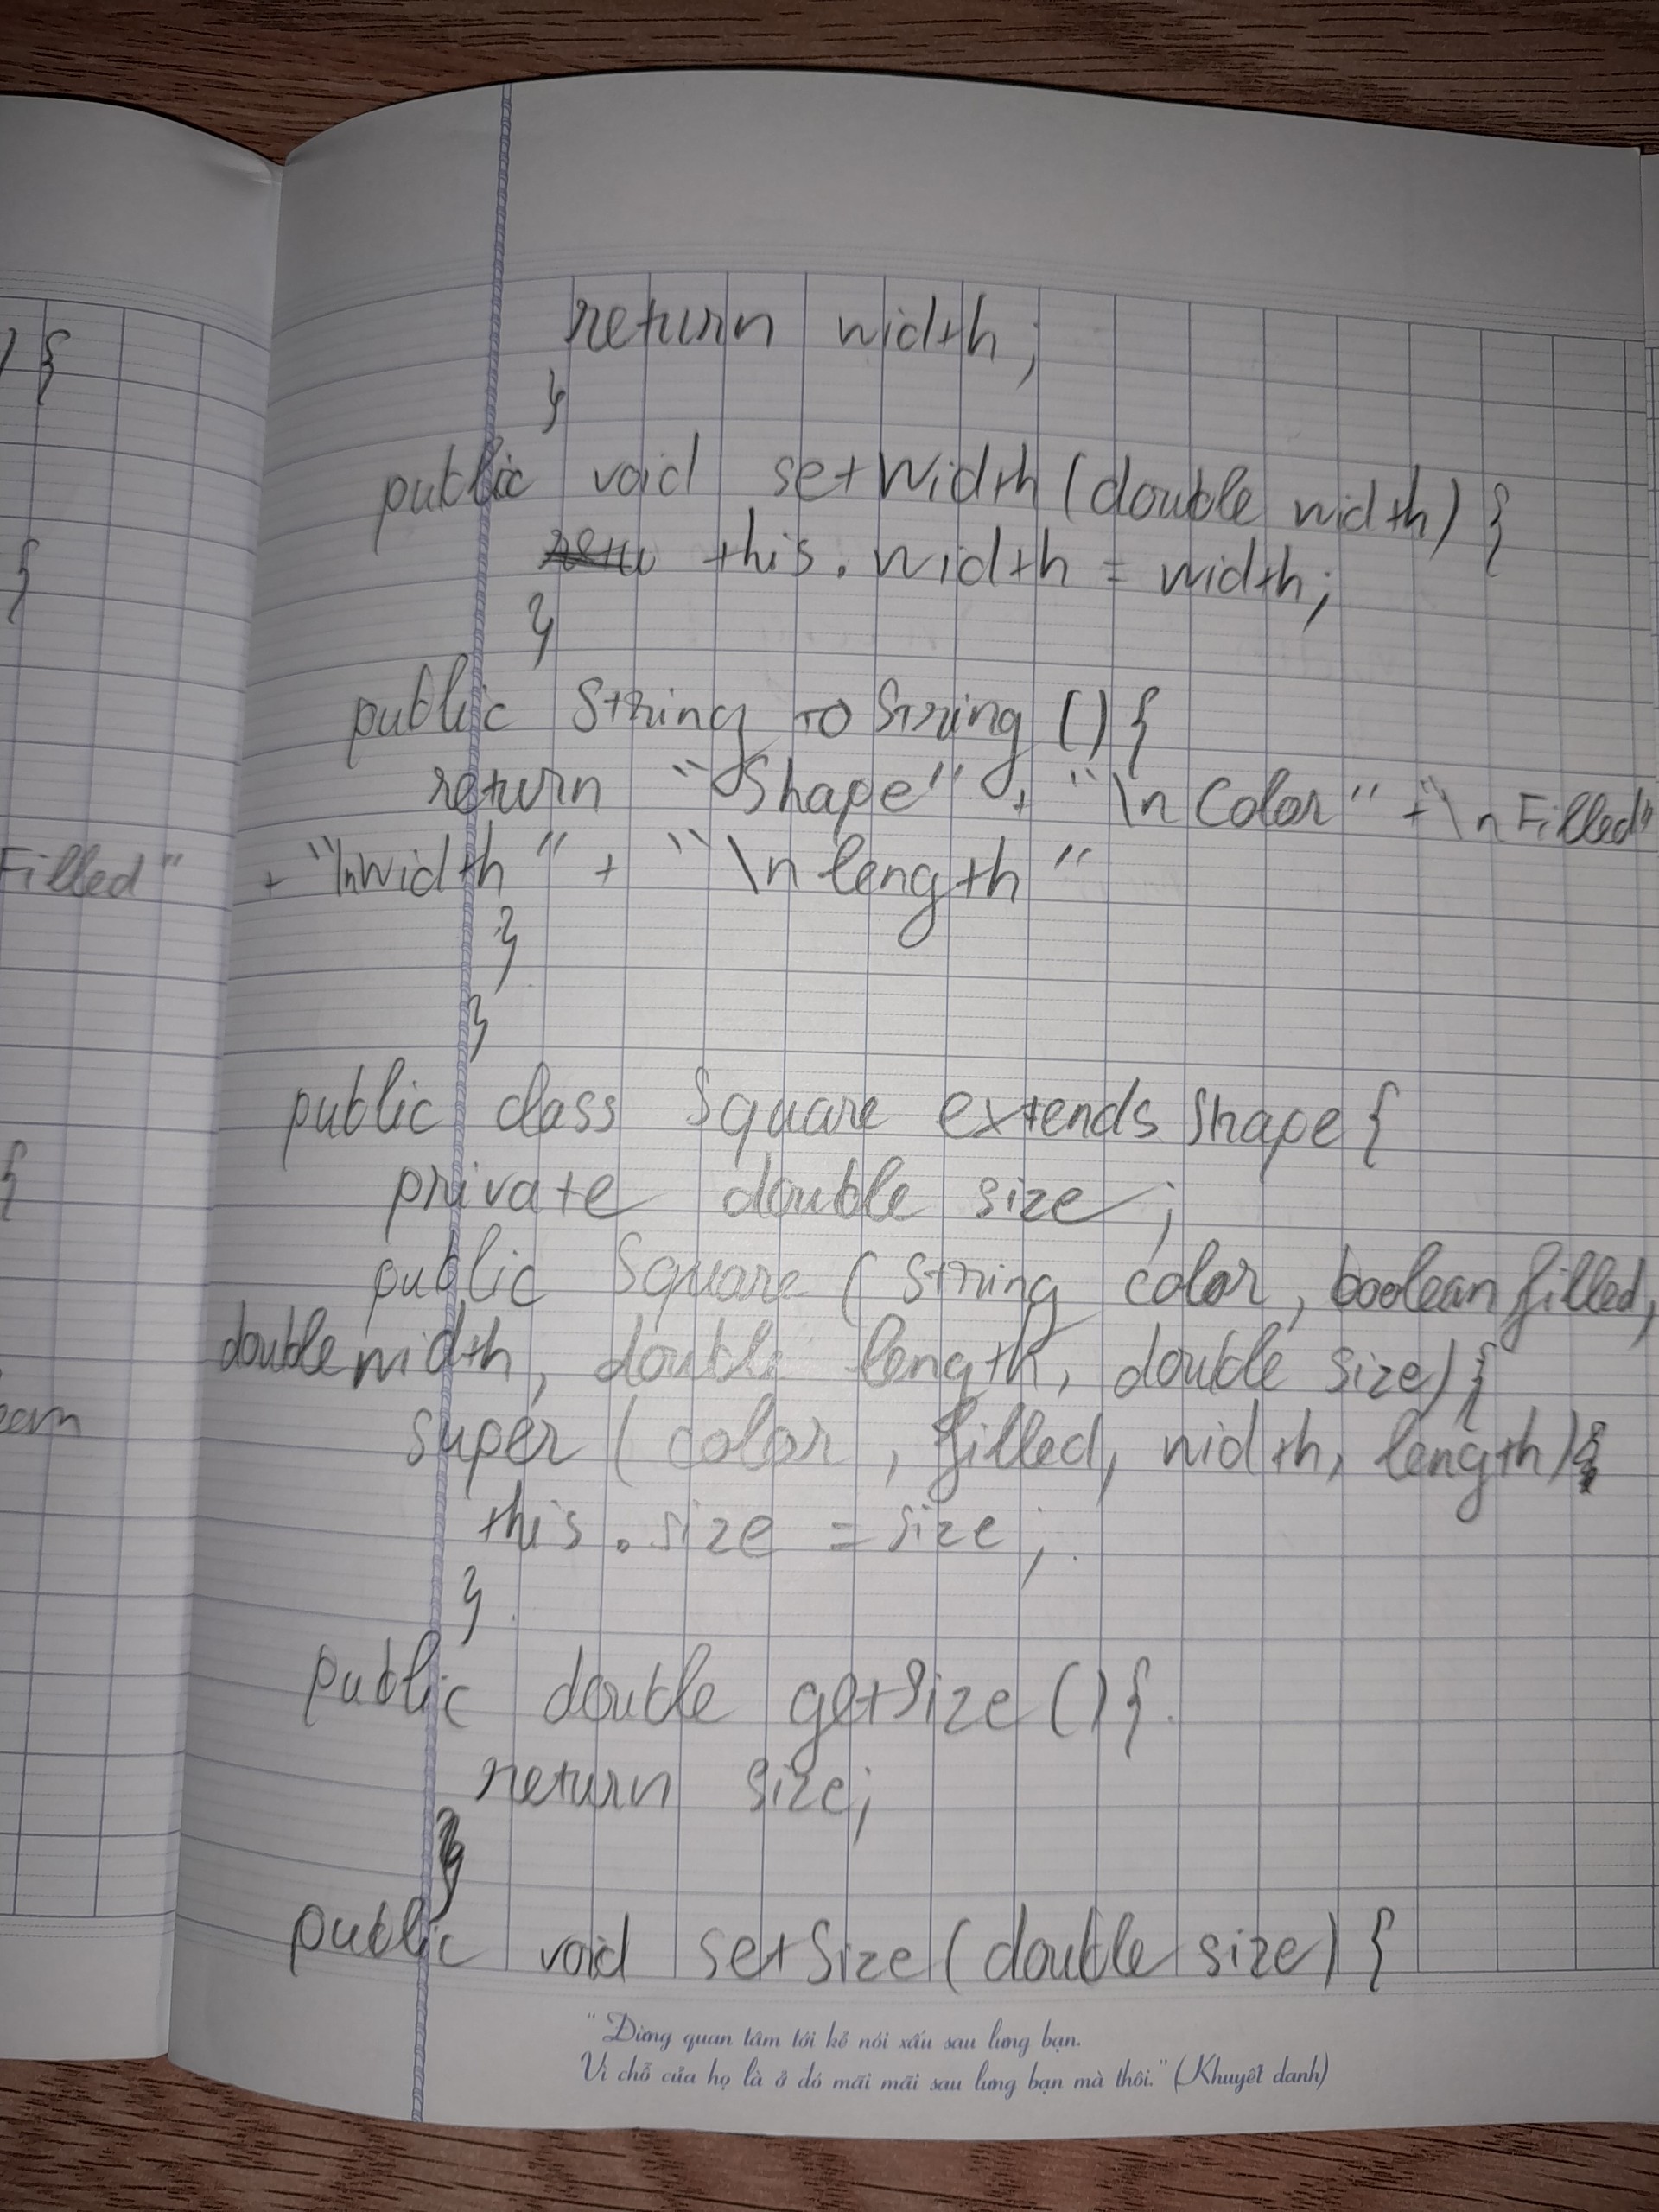 return width;
}
public void setWidth(double width) {
this.width = width;
}
public String toString () {
return "Shape" + "\n Color" + "\n Filled"
+ "\n width" + "\n length"
}
}
public class Square extends Shape {
private double size;
public Square (String color, boolean filled,
double width, double length, double size) {
super (color, filled, width, length)
this.size = size;
}
public double getSize () {
return size;
}
public void setSize (double size) {
"Đừng quan tâm tới kẻ nói xấu sau lưng bạn.
Vì chỗ của họ là ở đó mãi mãi sau lưng bạn mà thôi." (Khuyết danh)
) {
{
Filled"
{